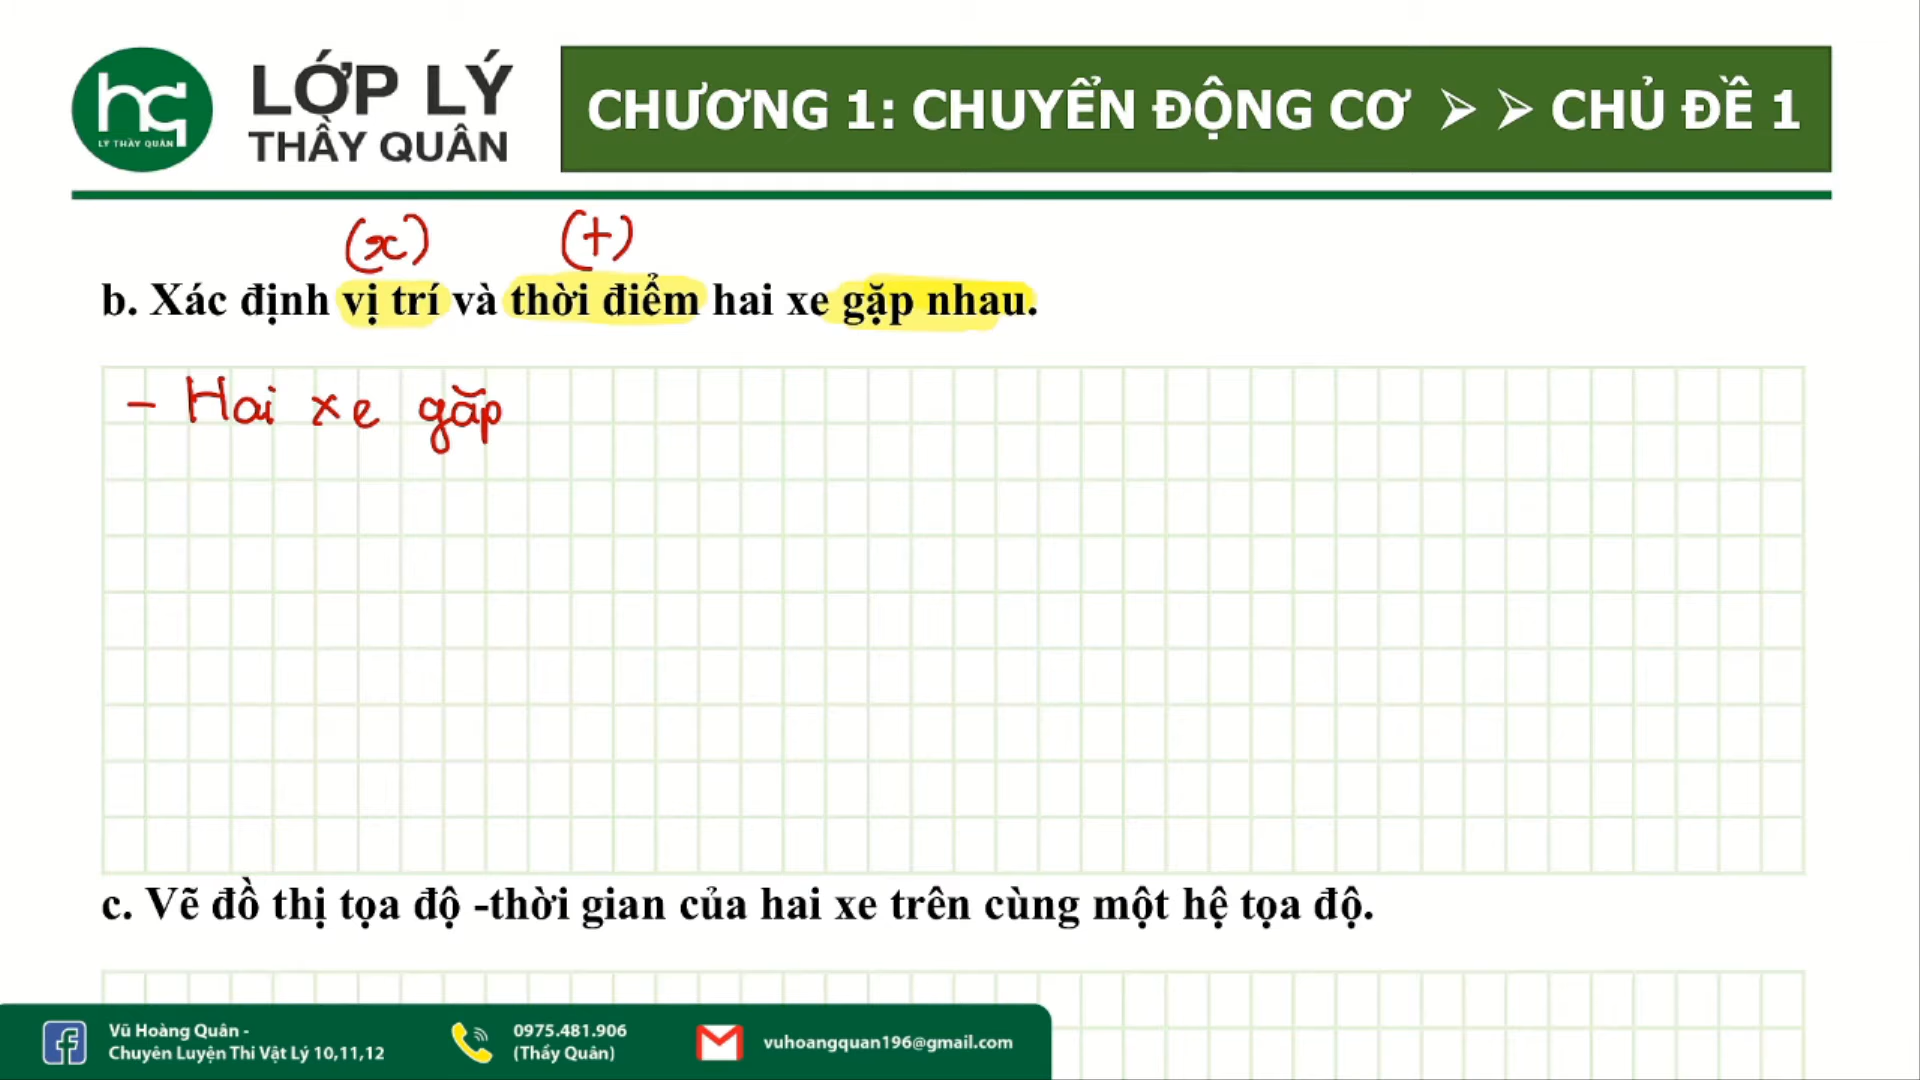 hq
LÝ THẦY QUÂN
LỚP LÝ
THẦY QUÂN
CHƯƠNG 1: CHUYỂN ĐỘNG CƠ ➢ ➢ CHỦ ĐỀ 1
(x) (t)
b. Xác định vị trí và thời điểm hai xe gặp nhau.
- Hai xe găp
c. Vẽ đồ thị tọa độ -thời gian của hai xe trên cùng một hệ tọa độ.
Vũ Hoàng Quân -
Chuyên Luyện Thi Vật Lý 10,11,12
0975.481.906
(Thầy Quân)
vuhoangquan196@gmail.com